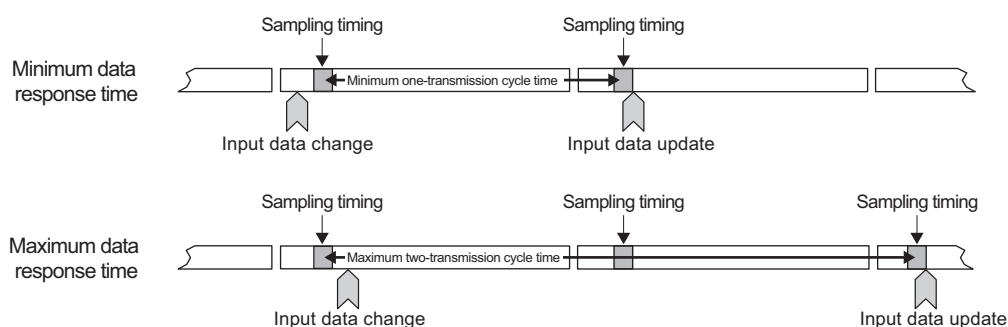 Sampling timing Sampling timing
Minimum data
response time
Minimum one-transmission cycle time
Input data change Input data update
Sampling timing Sampling timing Sampling timing
Maximum data
response time
Maximum two-transmission cycle time
Input data change Input data update